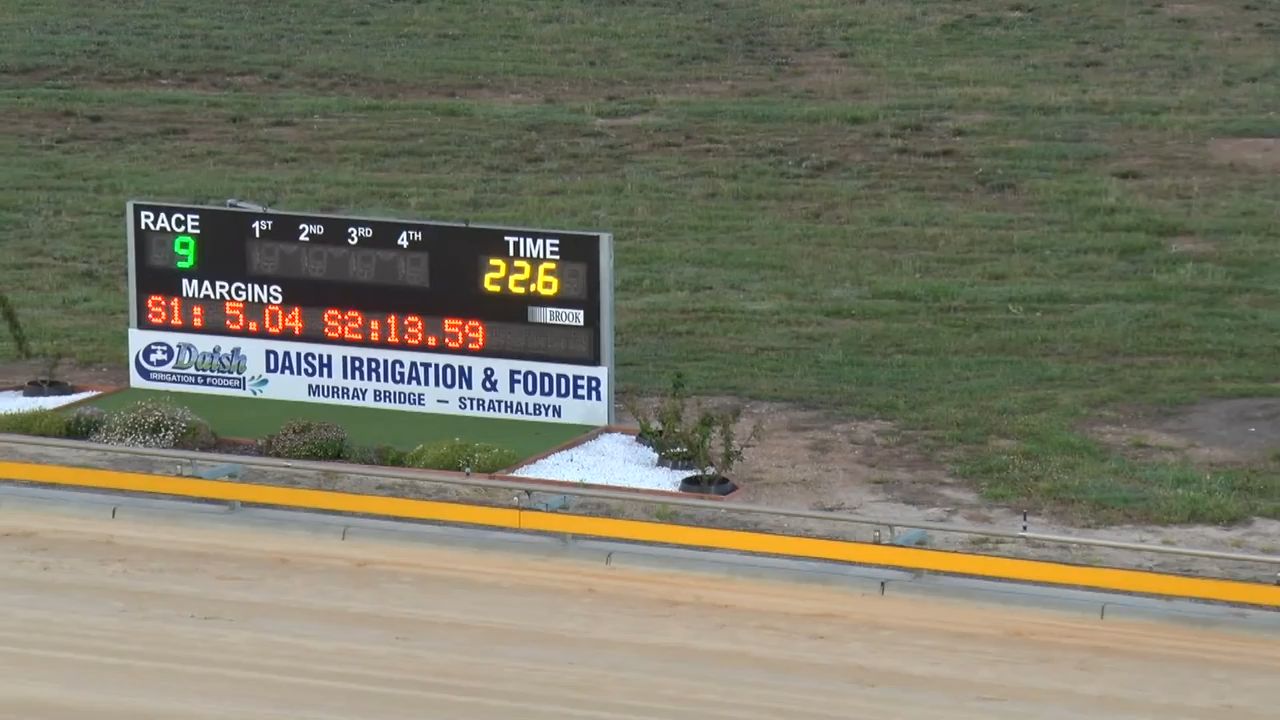 RACE 1ST 2ND 3RD 4TH TIME
9 22.6
MARGINS
S1: 5.04 S2:13.59
BROOK
Daish
IRRIGATION & FODDER
DAISH IRRIGATION & FODDER
MURRAY BRIDGE – STRATHALBYN